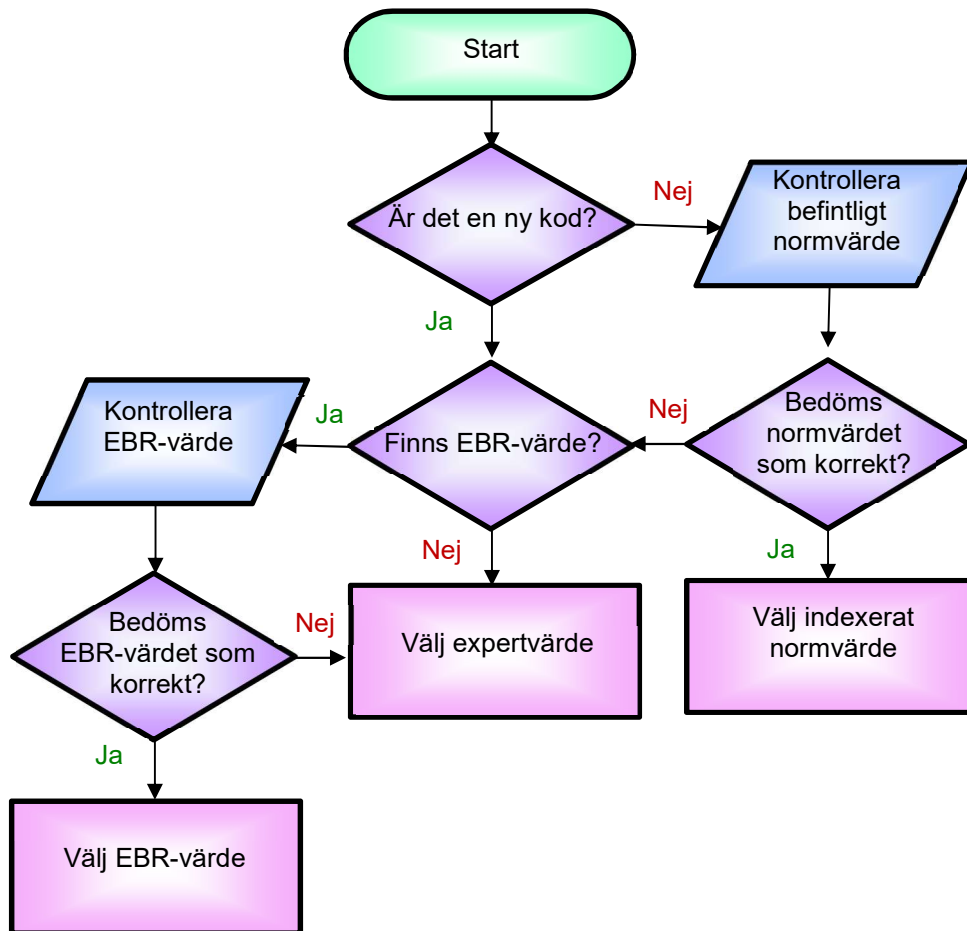 Start
Är det en ny kod?
Nej
Kontrollera
befintligt
normvärde
Ja
Bedöms
normvärdet
som korrekt?
Nej
Finns EBR-värde?
Ja
Kontrollera
EBR-värde
Nej
Ja
Välj indexerat
normvärde
Bedöms
EBR-värdet som
korrekt?
Nej
Välj expertvärde
Ja
Välj EBR-värde